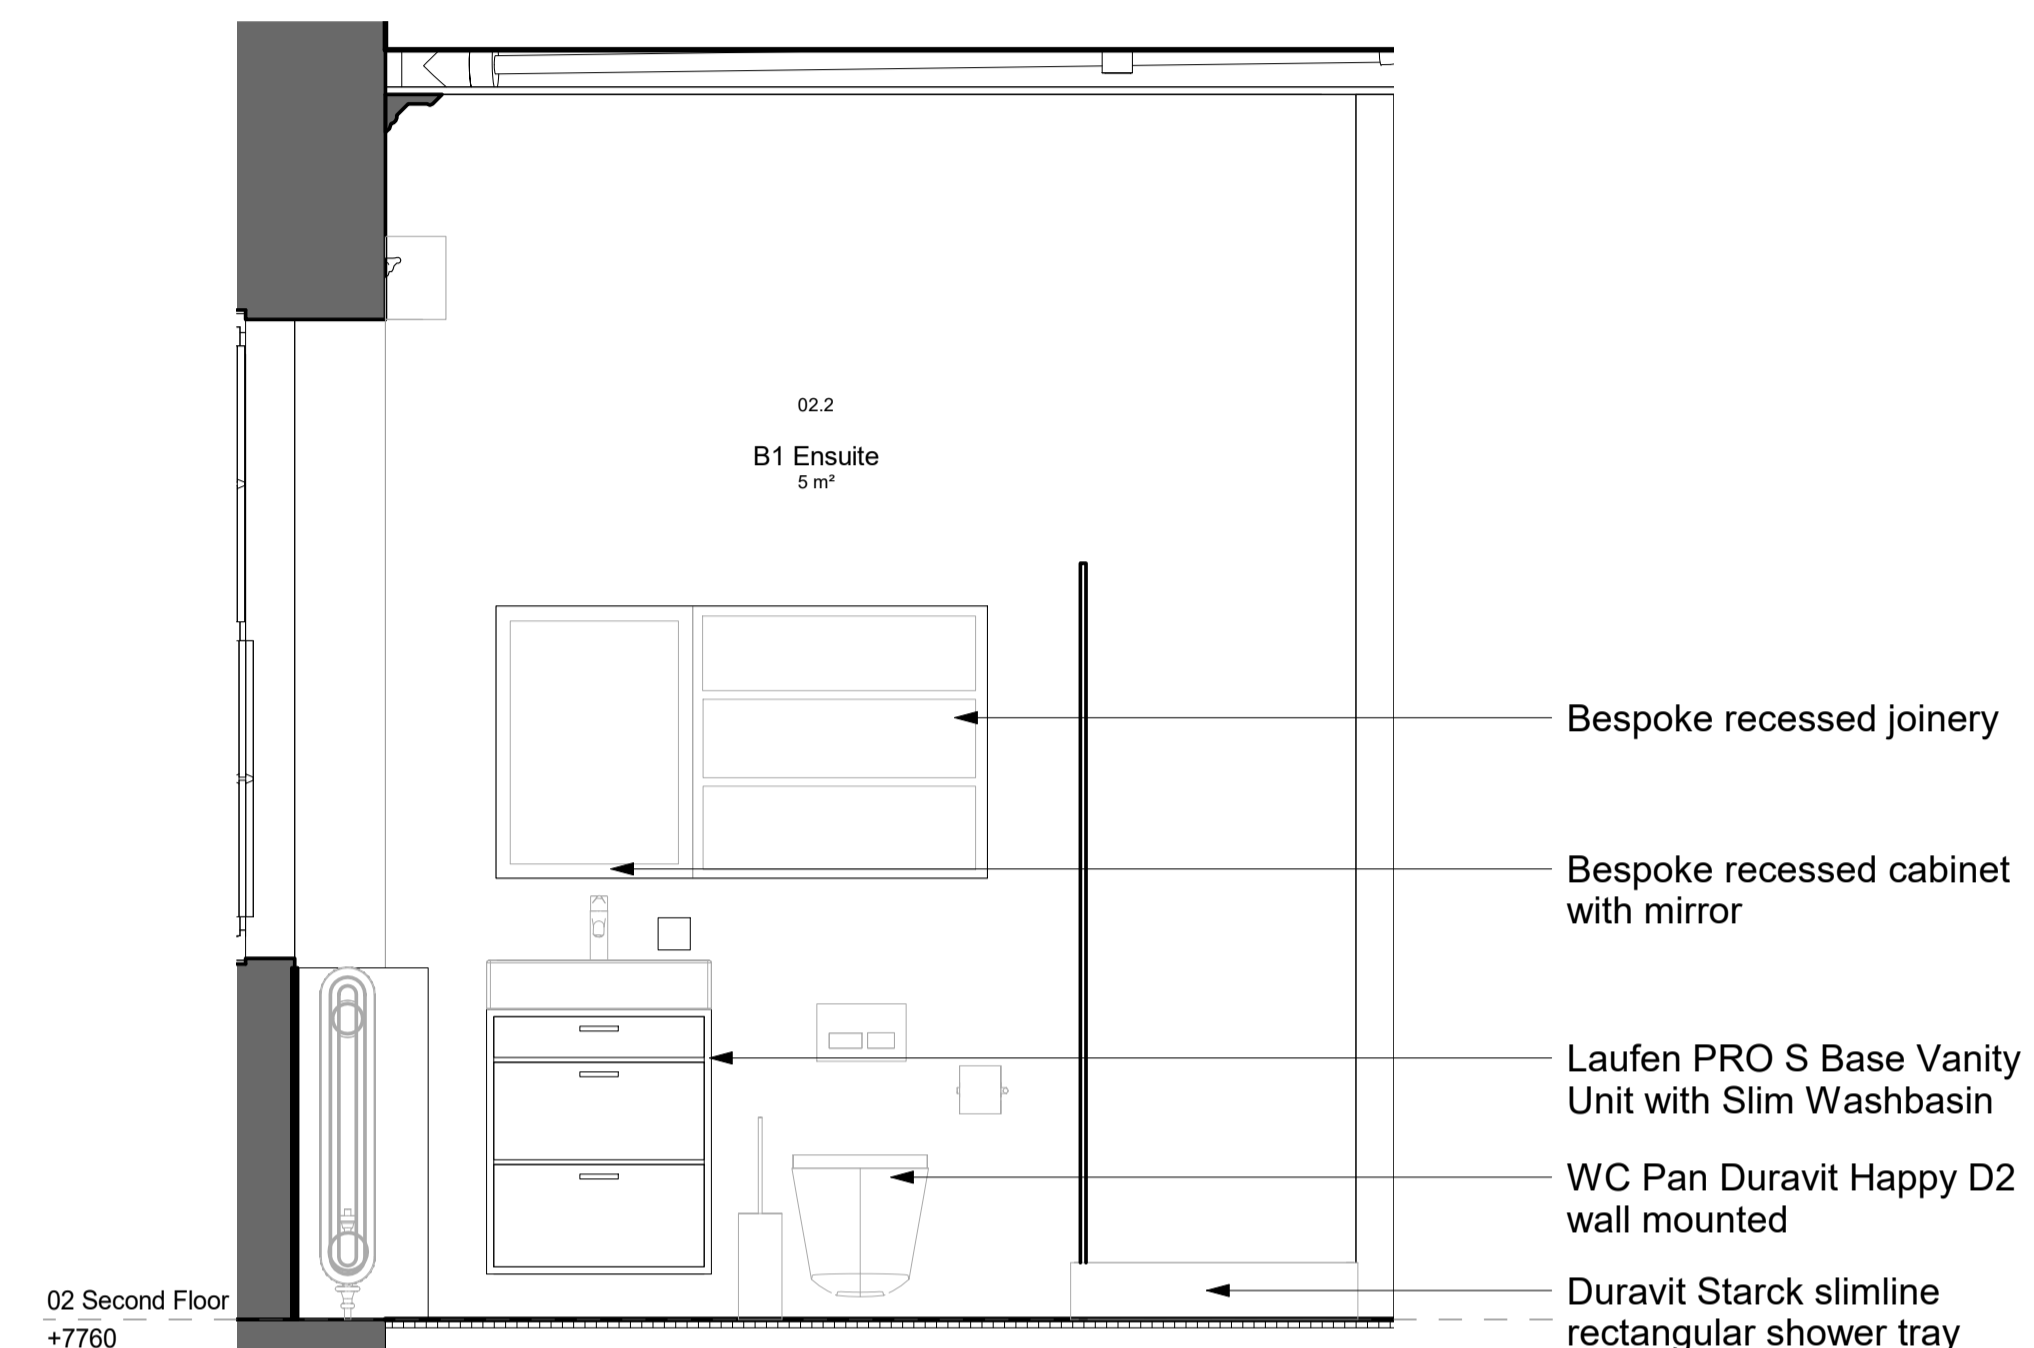 02.2
B1 Ensuite
5 m²
Bespoke recessed joinery
Bespoke recessed cabinet
with mirror
Laufen PRO S Base Vanity
Unit with Slim Washbasin
WC Pan Duravit Happy D2
wall mounted
Duravit Starck slimline
rectangular shower tray
02 Second Floor
+7760